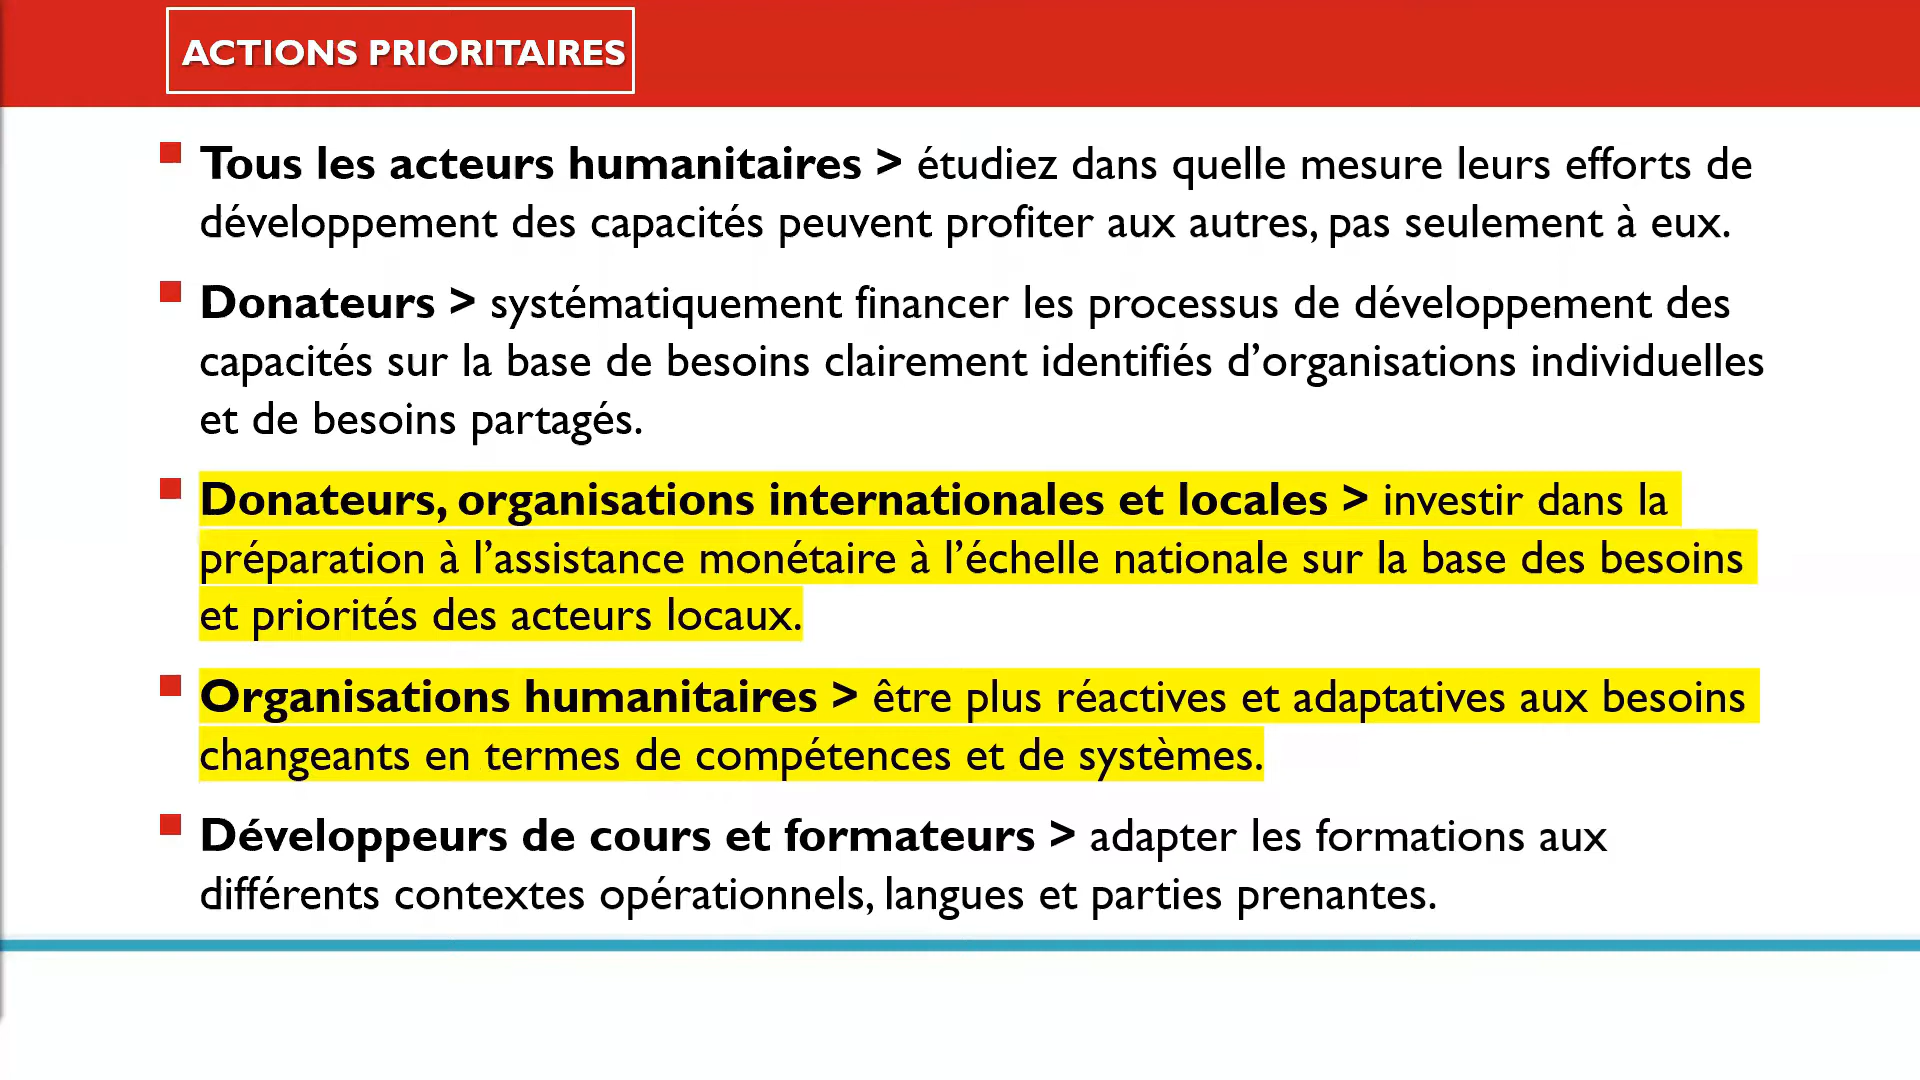 ACTIONS PRIORITAIRES
Tous les acteurs humanitaires > étudiez dans quelle mesure leurs efforts de
développement des capacités peuvent profiter aux autres, pas seulement à eux.
Donateurs > systématiquement financer les processus de développement des
capacités sur la base de besoins clairement identifiés d’organisations individuelles
et de besoins partagés.
Donateurs, organisations internationales et locales > investir dans la
préparation à l’assistance monétaire à l’échelle nationale sur la base des besoins
et priorités des acteurs locaux.
Organisations humanitaires > être plus réactives et adaptatives aux besoins
changeants en termes de compétences et de systèmes.
Développeurs de cours et formateurs > adapter les formations aux
différents contextes opérationnels, langues et parties prenantes.